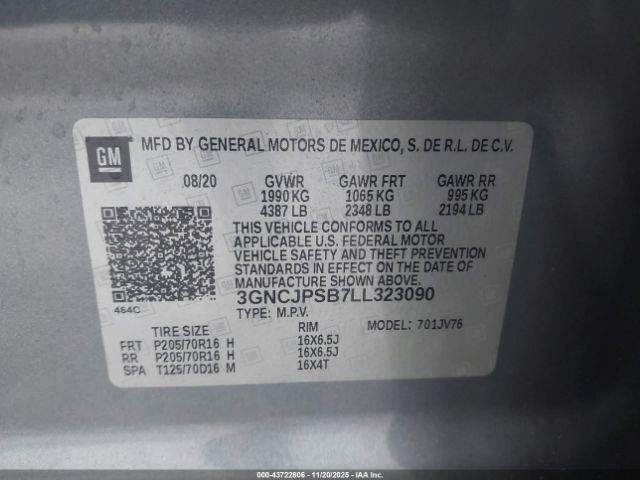 GM
MFD BY GENERAL MOTORS DE MEXICO, S. DE R.L. DE C.V.
08/20 GVWR GAWR FRT GAWR RR
1990 KG 1065 KG 995 KG
4387 LB 2348 LB 2194 LB
THIS VEHICLE CONFORMS TO ALL
APPLICABLE U.S. FEDERAL MOTOR
VEHICLE SAFETY AND THEFT PREVENTION
STANDARDS IN EFFECT ON THE DATE OF
MANUFACTURE SHOWN ABOVE.
464C
3GNCJPSB7LL323090
TYPE: M.P.V.
TIRE SIZE RIM MODEL: 701JV76
FRT P205/70R16 H 16X6.5J
RR P205/70R16 H 16X6.5J
SPA T125/70D16 M 16X4T
000-43722806 - 11/20/2025 - IAAI.com